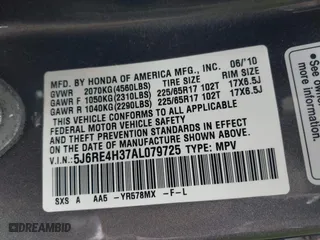 MFD. BY HONDA OF AMERICA MFG., INC. 06/10
GVWR 2070KG(4560LBS) TIRE SIZE RIM SIZE
GAWR F 1050KG(2310LBS) 225/65R17 102T 17X6.5J
GAWR R 1040KG(2290LBS) 225/65R17 102T 17X6.5J
THIS VEHICLE CONFORMS TO ALL APPLICABLE
FEDERAL MOTOR VEHICLE SAFETY AND
THEFT PREVENTION STANDARDS IN EFFECT
ON THE DATE OF MANUFACTURE SHOWN ABOVE.
V.I.N: 5J6RE4H37AL079725 TYPE: MPV
SXS A AA5 -YR578MX -F-L
AUTOHELPERBOT.COM